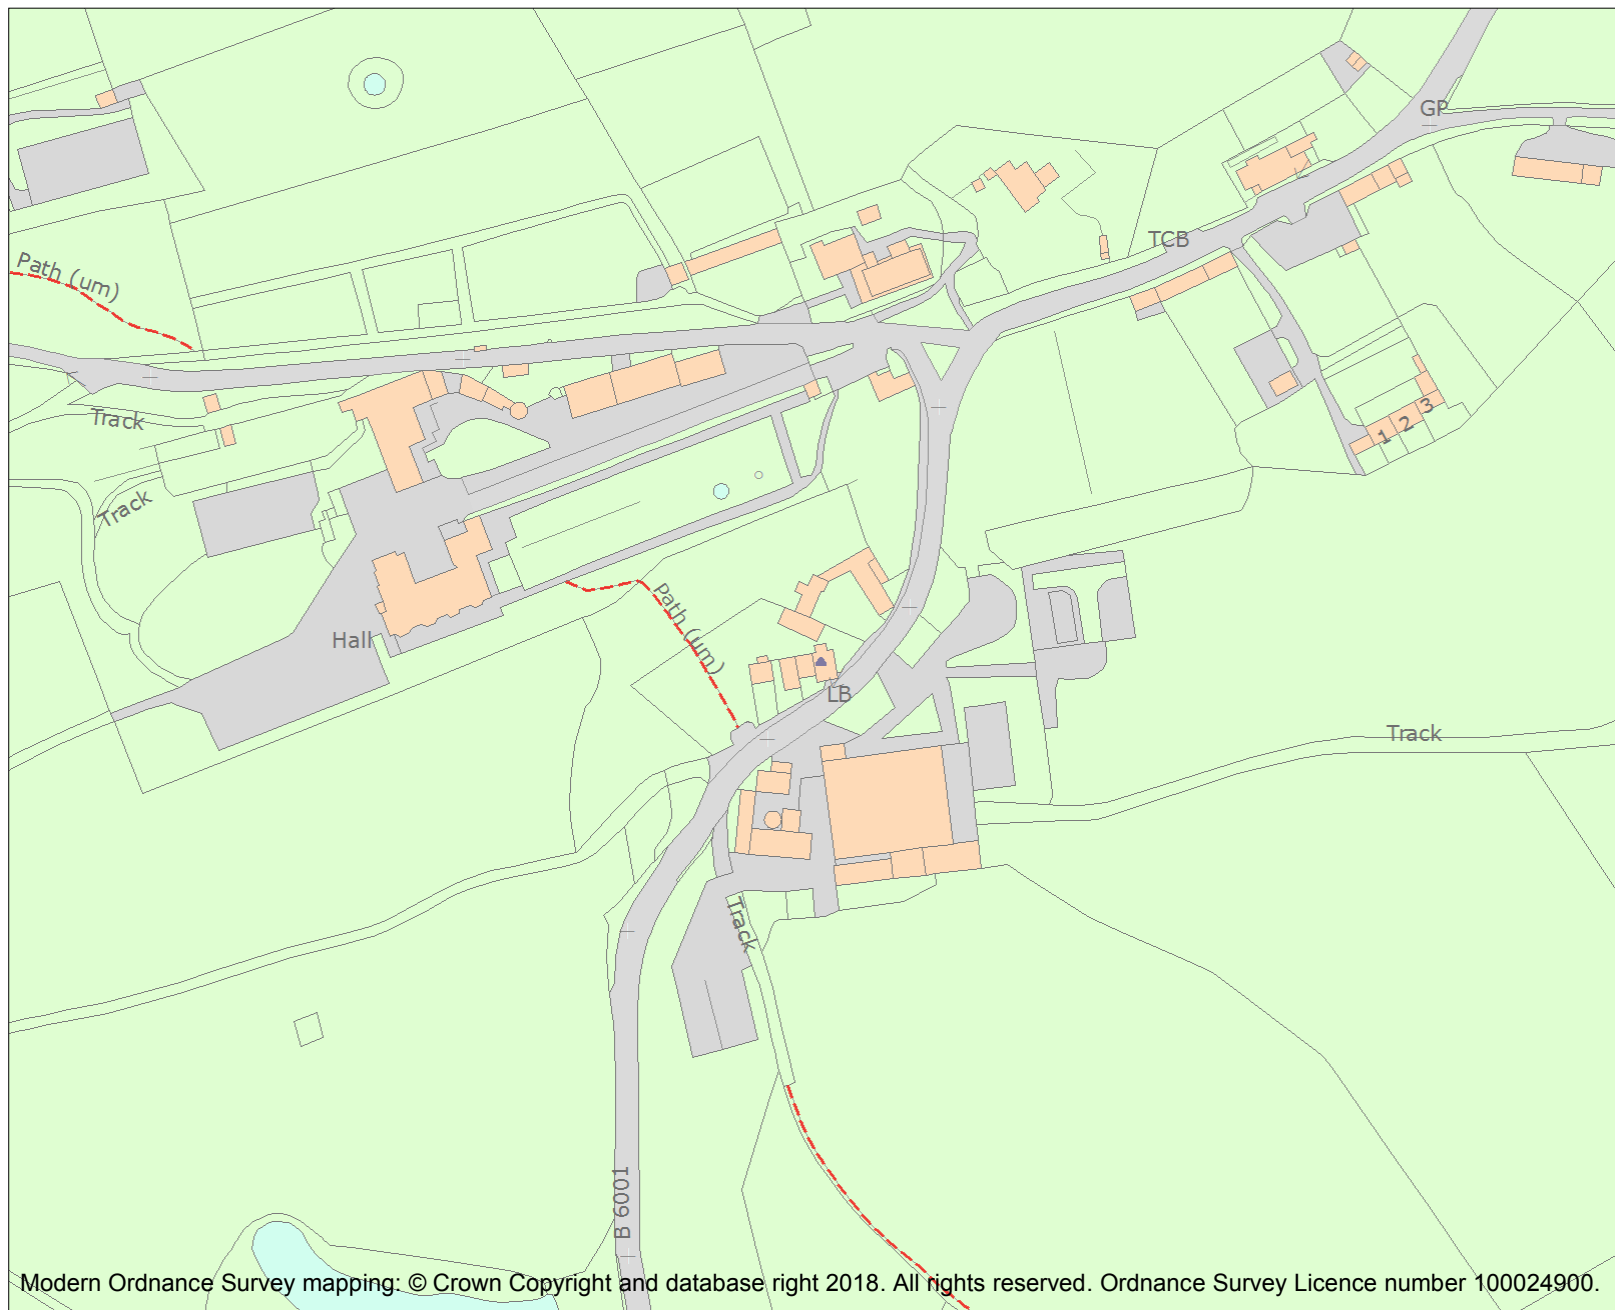 GP
TCB
Path (um)
Track
1 2 3
Track
Path (um)
Hall
LB
Track
Track
B 6001
Modern Ordnance Survey mapping: © Crown Copyright and database right 2018. All rights reserved. Ordnance Survey Licence number 100024900.